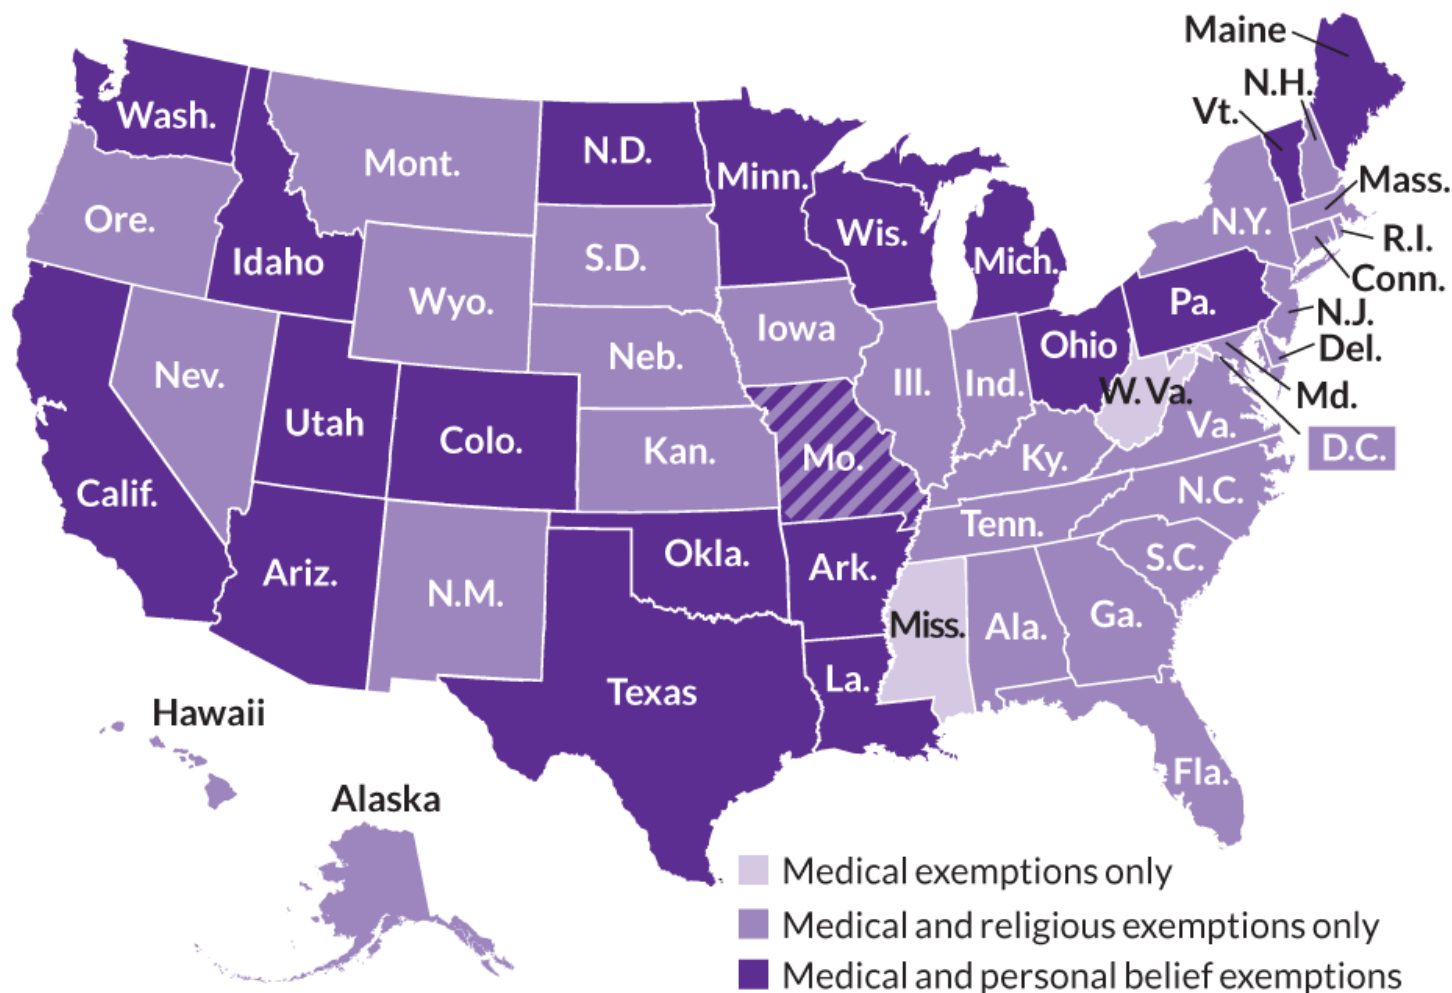 Maine
N.H.
Vt.
Wash.
Mont.
N.D.
Minn.
Mass.
Ore.
Idaho
S.D.
Wis.
Mich.
N.Y.
R.I.
Conn.
Wyo.
Pa.
N.J.
Iowa
Neb.
Ohio
Del.
Nev.
Ill.
Ind.
W. Va.
Md.
Utah
Colo.
Kan.
Mo.
Ky.
Va.
D.C.
Calif.
N.C.
Tenn.
Ariz.
N.M.
Okla.
Ark.
S.C.
Miss.
Ala.
Ga.
Texas
La.
Hawaii
Fla.
Alaska
Medical exemptions only
Medical and religious exemptions only
Medical and personal belief exemptions